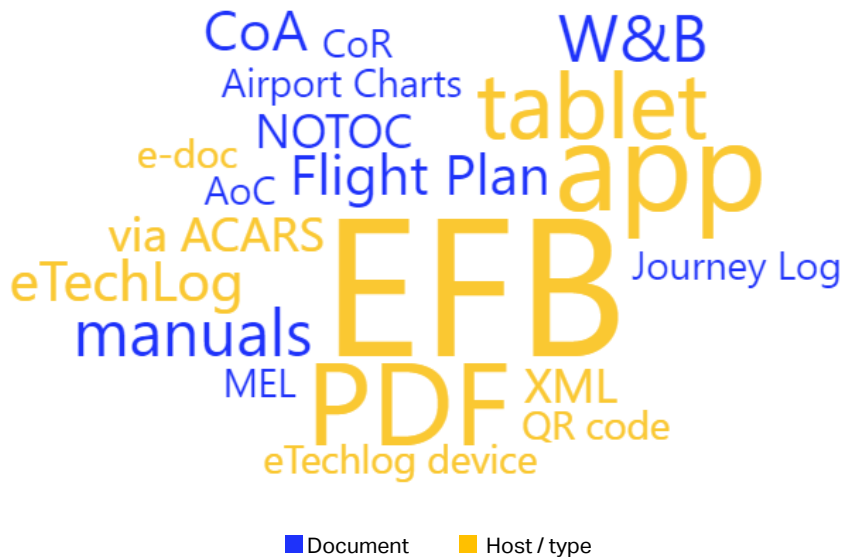 CoA CoR W&B
Airport Charts tablet
NOTOC
e-doc Flight Plan app
AoC
via ACARS EFB Journey Log
eTechLog
manuals
MEL PDF XML
QR code
eTechlog device
Document Host / type